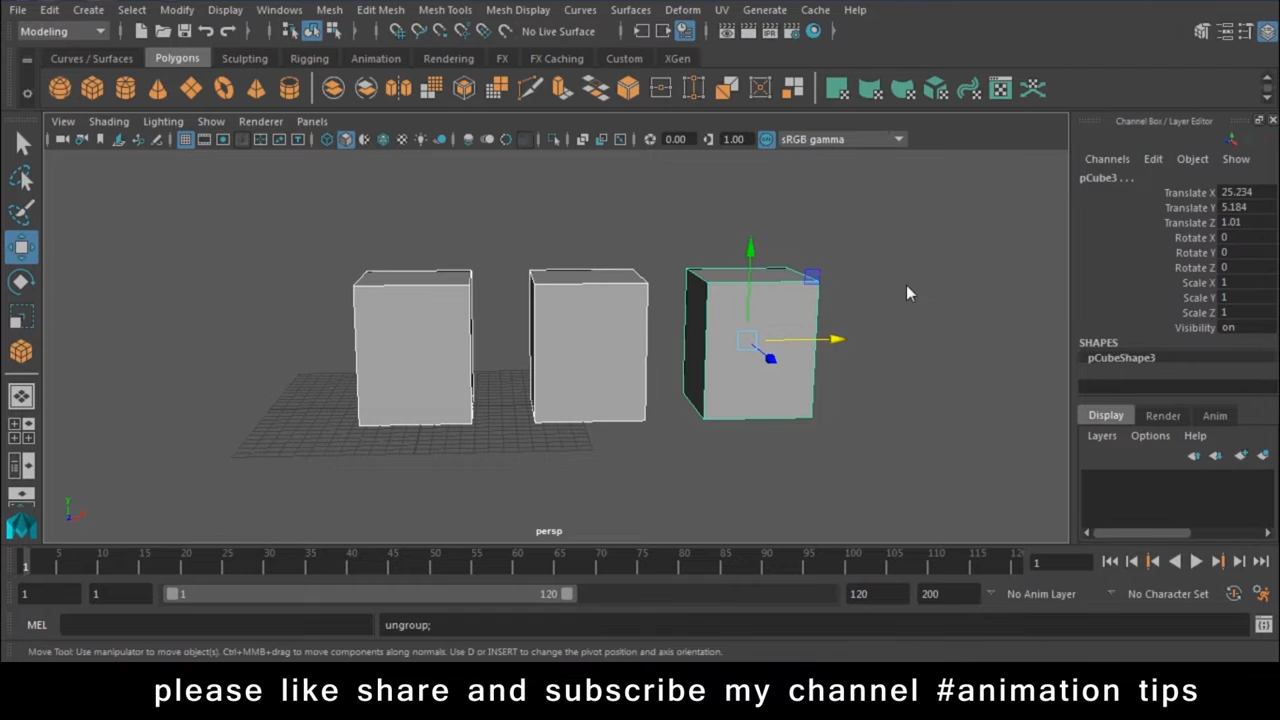 File Edit Create Select Modify Display Windows Mesh Edit Mesh Mesh Tools Mesh Display Curves Surfaces Deform UV Generate Cache Help
Modeling No Live Surface
Curves / Surfaces Polygons Sculpting Rigging Animation Rendering FX FX Caching Custom XGen
View Shading Lighting Show Renderer Panels
0.00 1.00 sRGB gamma
Channel Box / Layer Editor
Channels Edit Object Show
pCube3 . . .
Translate X 25.234
Translate Y 5.184
Translate Z 1.01
Rotate X 0
Rotate Y 0
Rotate Z 0
Scale X 1
Scale Y 1
Scale Z 1
Visibility on
SHAPES
pCubeShape3
Display Render Anim
Layers Options Help
persp
5 10 15 20 25 30 35 40 45 50 55 60 65 70 75 80 85 90 95 100 105 110 115 12
1 1
1 1 1 120 120 200 No Anim Layer No Character Set
MEL ungroup;
Move Tool: Use manipulator to move object(s). Ctrl+MMB+drag to move components along normals. Use D or INSERT to change the pivot position and axis orientation.
please like share and subscribe my channel #animation tips